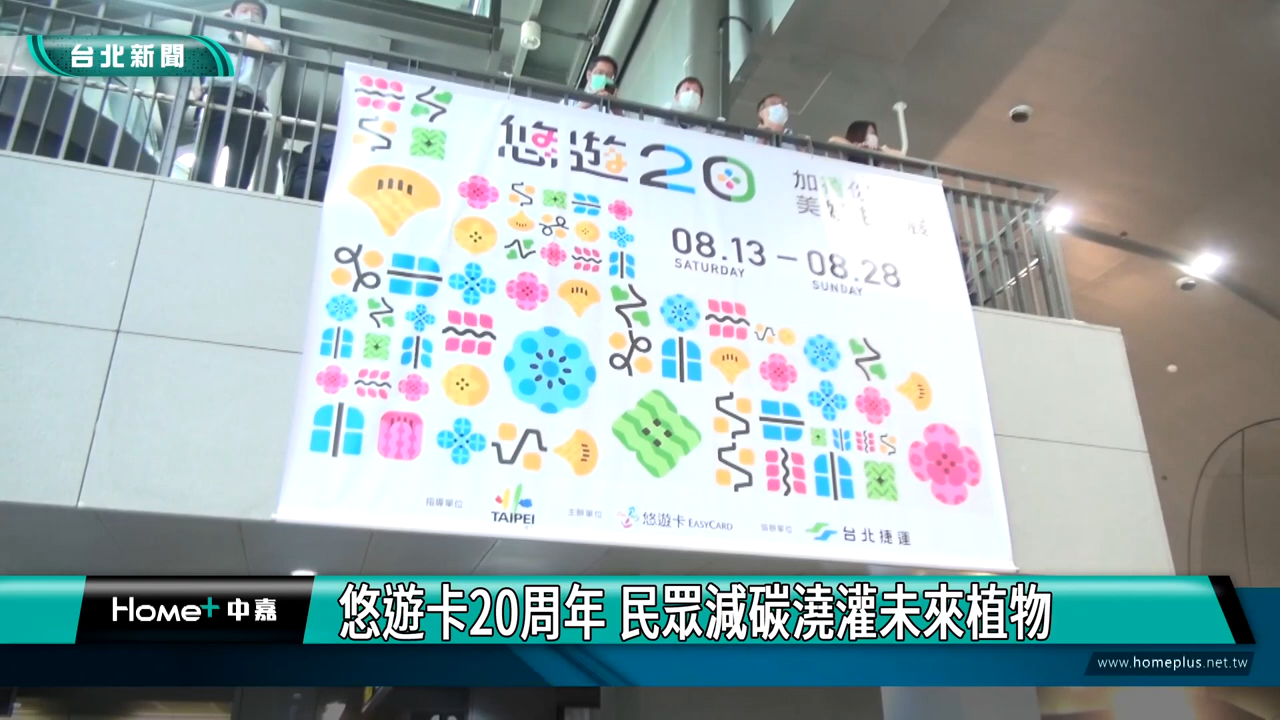 台北新聞
悠遊20
加
美
08.13 – 08.28
SATURDAY
SUNDAY
指導單位
TAIPEI
主辦單位
悠遊卡 EASYCARD
協辦單位
台北捷運
Home+中嘉
悠遊卡20周年 民眾減碳澆灌未來植物
www.homeplus.net.tw